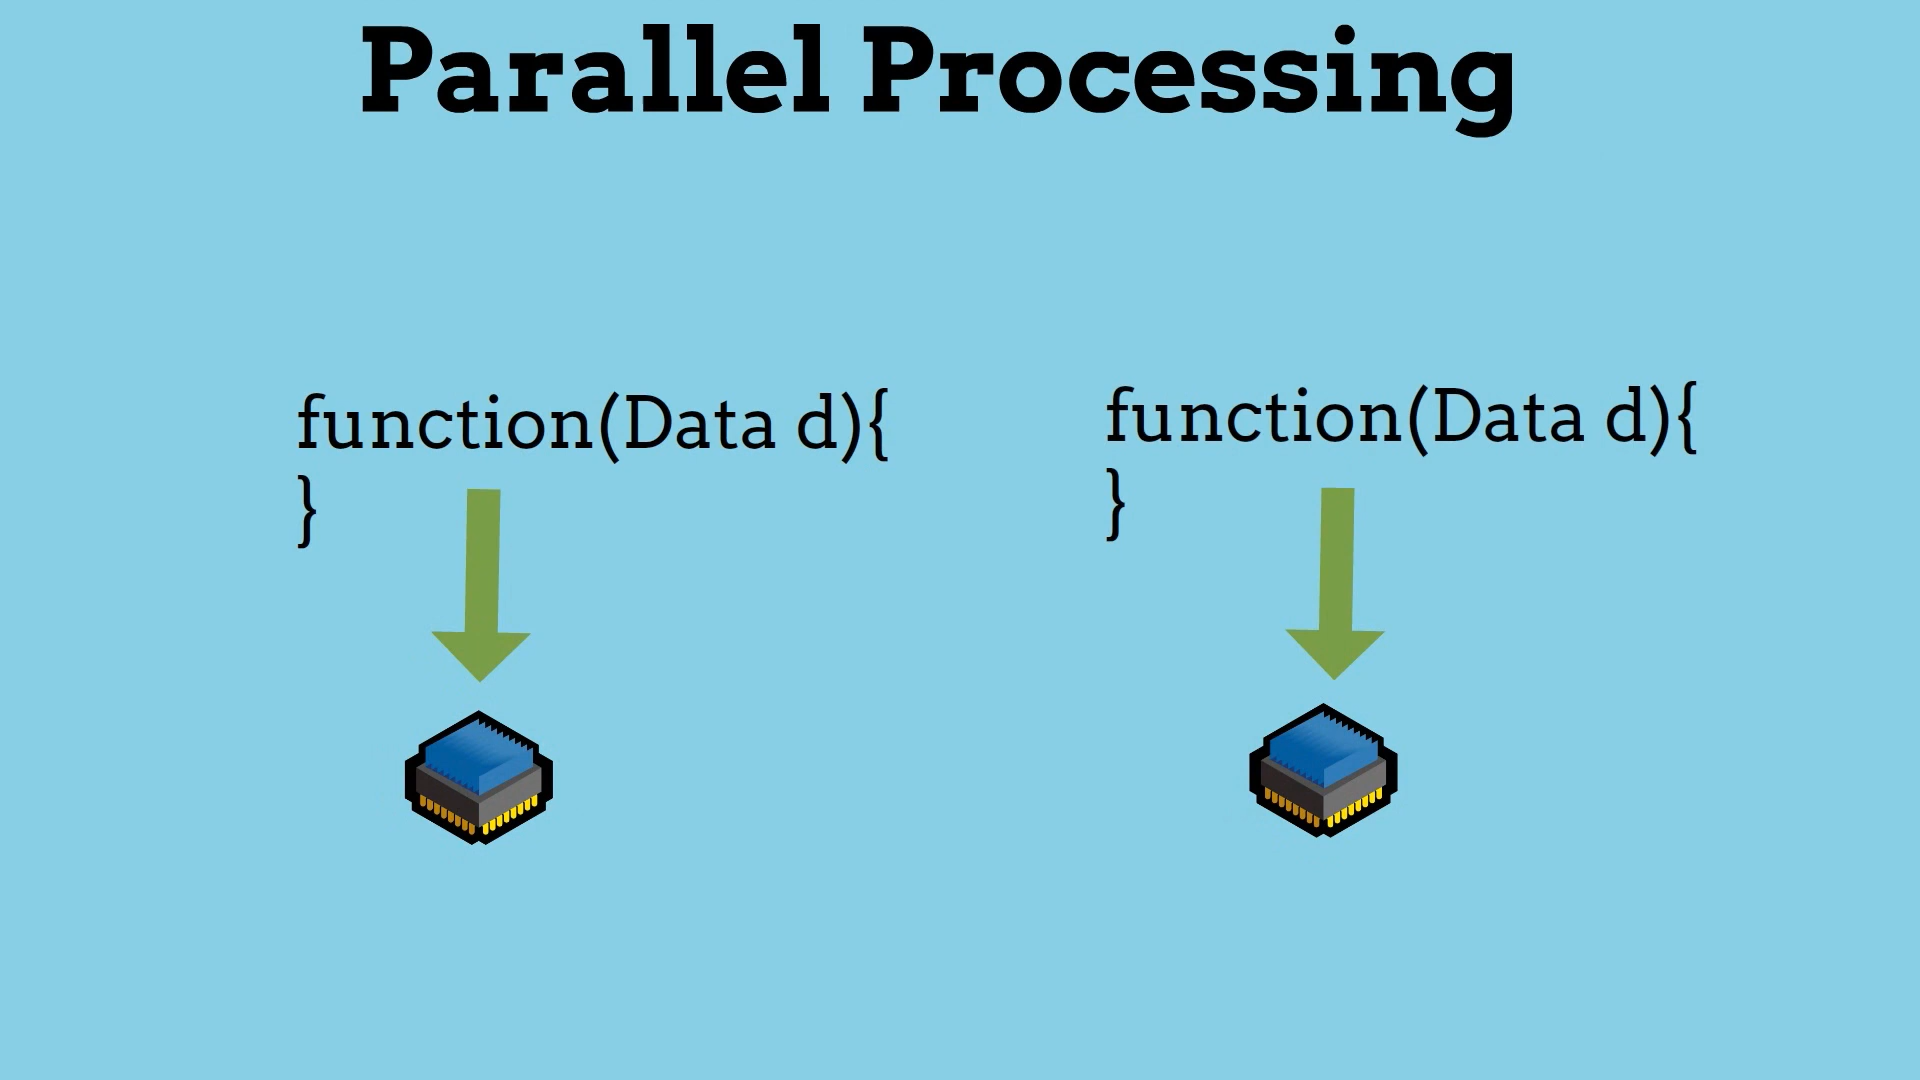 Parallel Processing
function(Data d){
}
function(Data d){
}